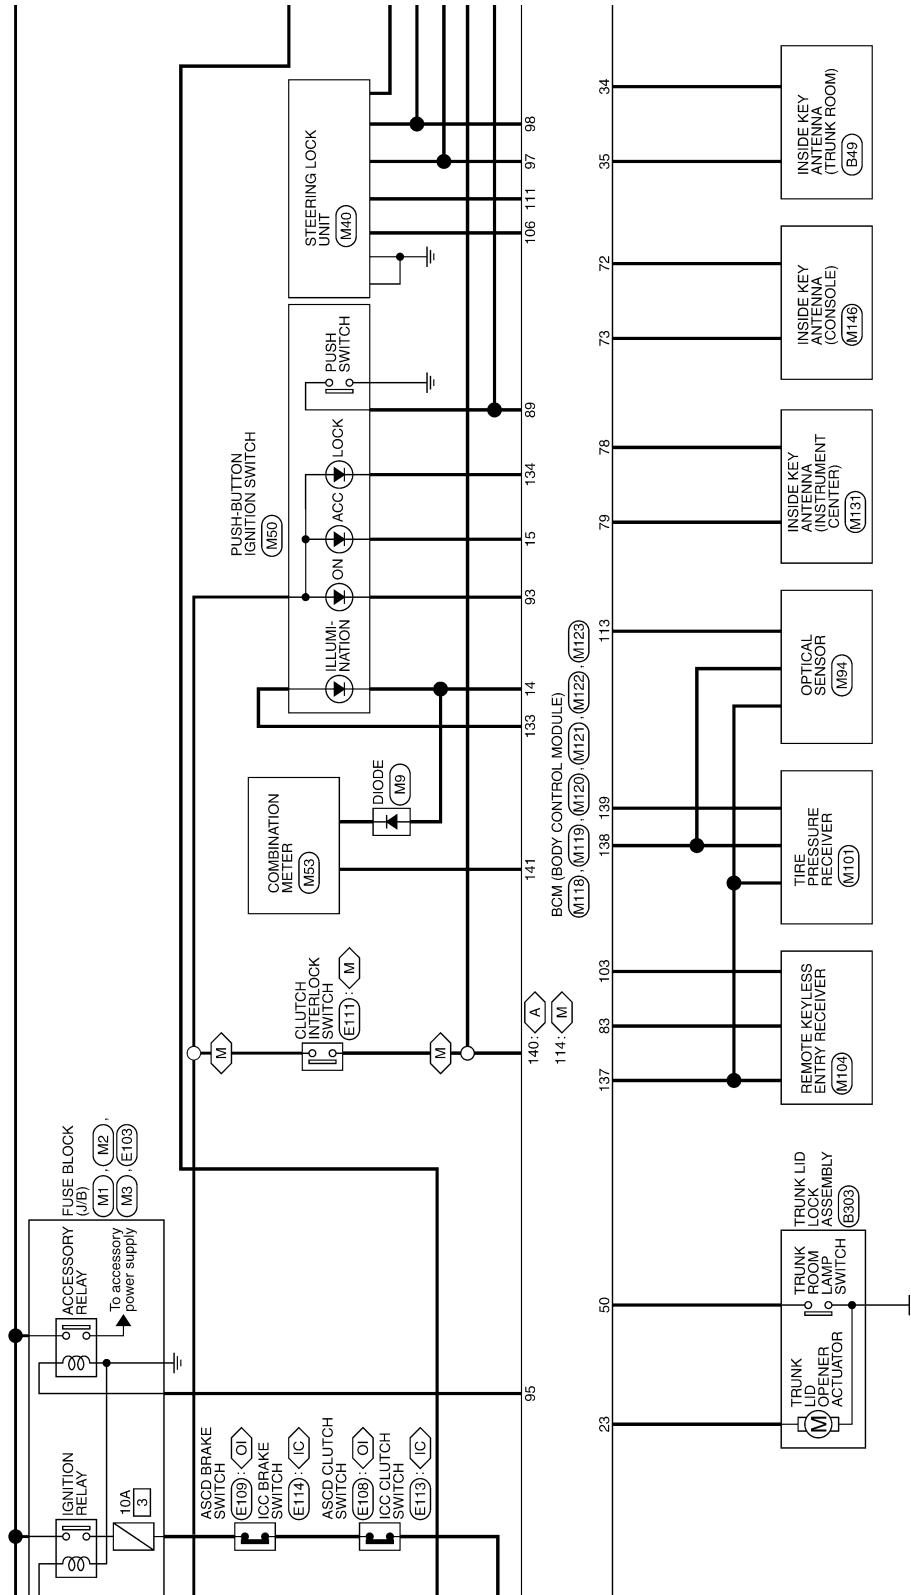 IGNITION
RELAY
10A
3
ACCESSORY
RELAY
To accessory
power supply
FUSE BLOCK
(J/B)
M1 , M2 ,
M3 , E103
ASCD BRAKE
SWITCH
E109 : OI
ICC BRAKE
SWITCH
E114 : IC
ASCD CLUTCH
SWITCH
E108 : OI
ICC CLUTCH
SWITCH
E113 : IC
95
M
CLUTCH
INTERLOCK
SWITCH
E111 : M
M
140 : A
114 : M
COMBINATION
METER
M53
DIODE
M9
141
PUSH-BUTTON
IGNITION SWITCH
M50
ILLUMI-
NATION
ON
ACC
LOCK
PUSH
SWITCH
133
14
93
15
134
89
STEERING LOCK
UNIT
M40
106
111
97
98
BCM (BODY CONTROL MODULE)
M118 , M119 , M120 , M121 , M122 , M123
23
50
137
83
103
138
139
113
79
78
73
72
35
34
TRUNK
LID
OPENER
ACTUATOR
M
TRUNK
ROOM
LAMP
SWITCH
TRUNK LID
LOCK
ASSEMBLY
B303
REMOTE KEYLESS
ENTRY RECEIVER
M104
TIRE
PRESSURE
RECEIVER
M101
OPTICAL
SENSOR
M94
INSIDE KEY
ANTENNA
(INSTRUMENT
CENTER)
M131
INSIDE KEY
ANTENNA
(CONSOLE)
M146
INSIDE KEY
ANTENNA
(TRUNK ROOM)
B49